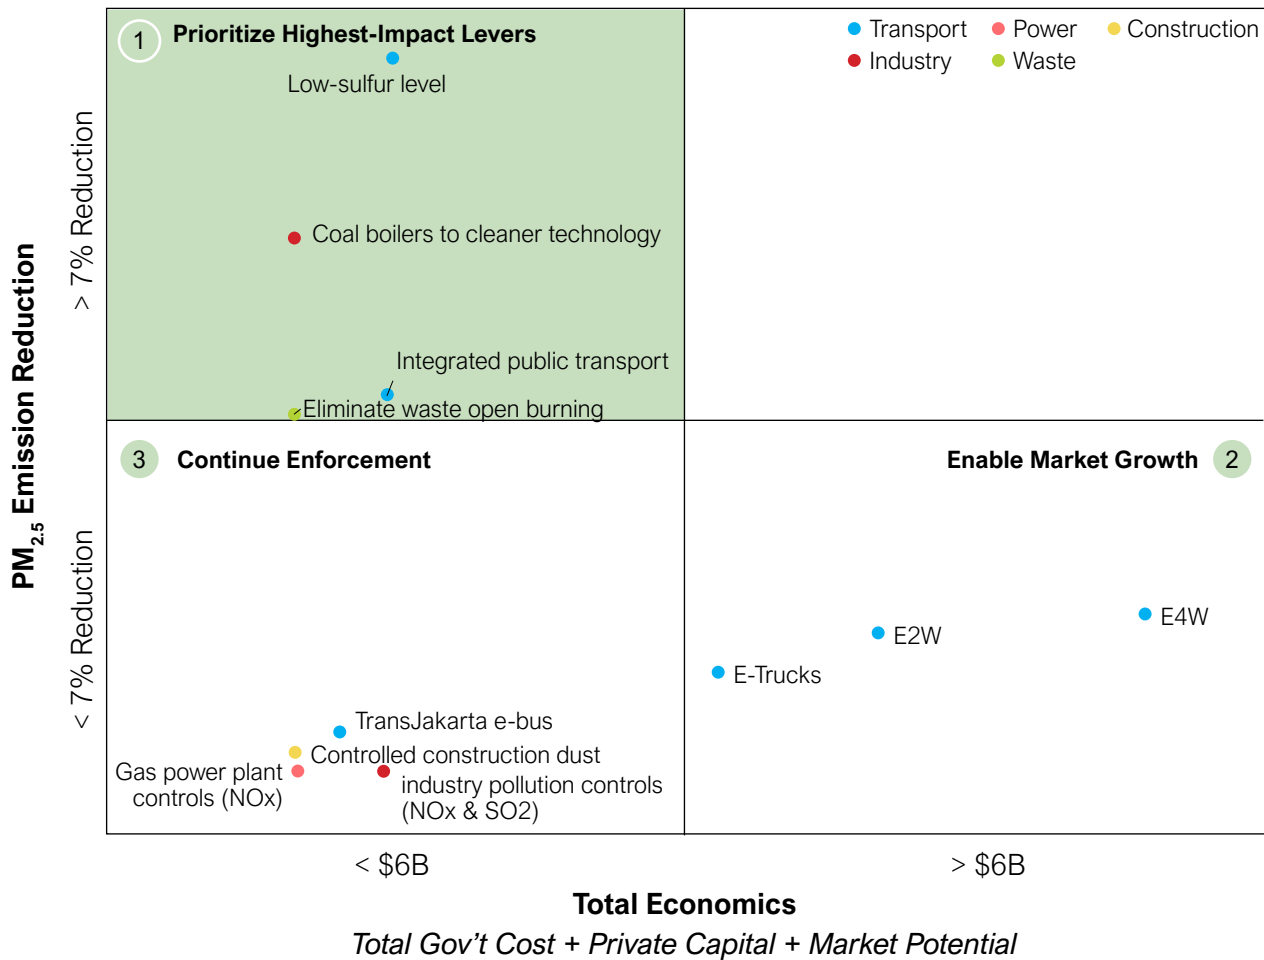 1 Prioritize Highest-Impact Levers
Transport
Power
Construction
Industry
Waste
Low-sulfur level
Coal boilers to cleaner technology
Integrated public transport
Eliminate waste open burning
3 Continue Enforcement
Enable Market Growth 2
E4W
E2W
E-Trucks
TransJakarta e-bus
Controlled construction dust
Gas power plant
controls (NOx)
industry pollution controls
(NOx & SO2)
PM2.5 Emission Reduction
> 7% Reduction
< 7% Reduction
< $6B
> $6B
Total Economics
Total Gov't Cost + Private Capital + Market Potential